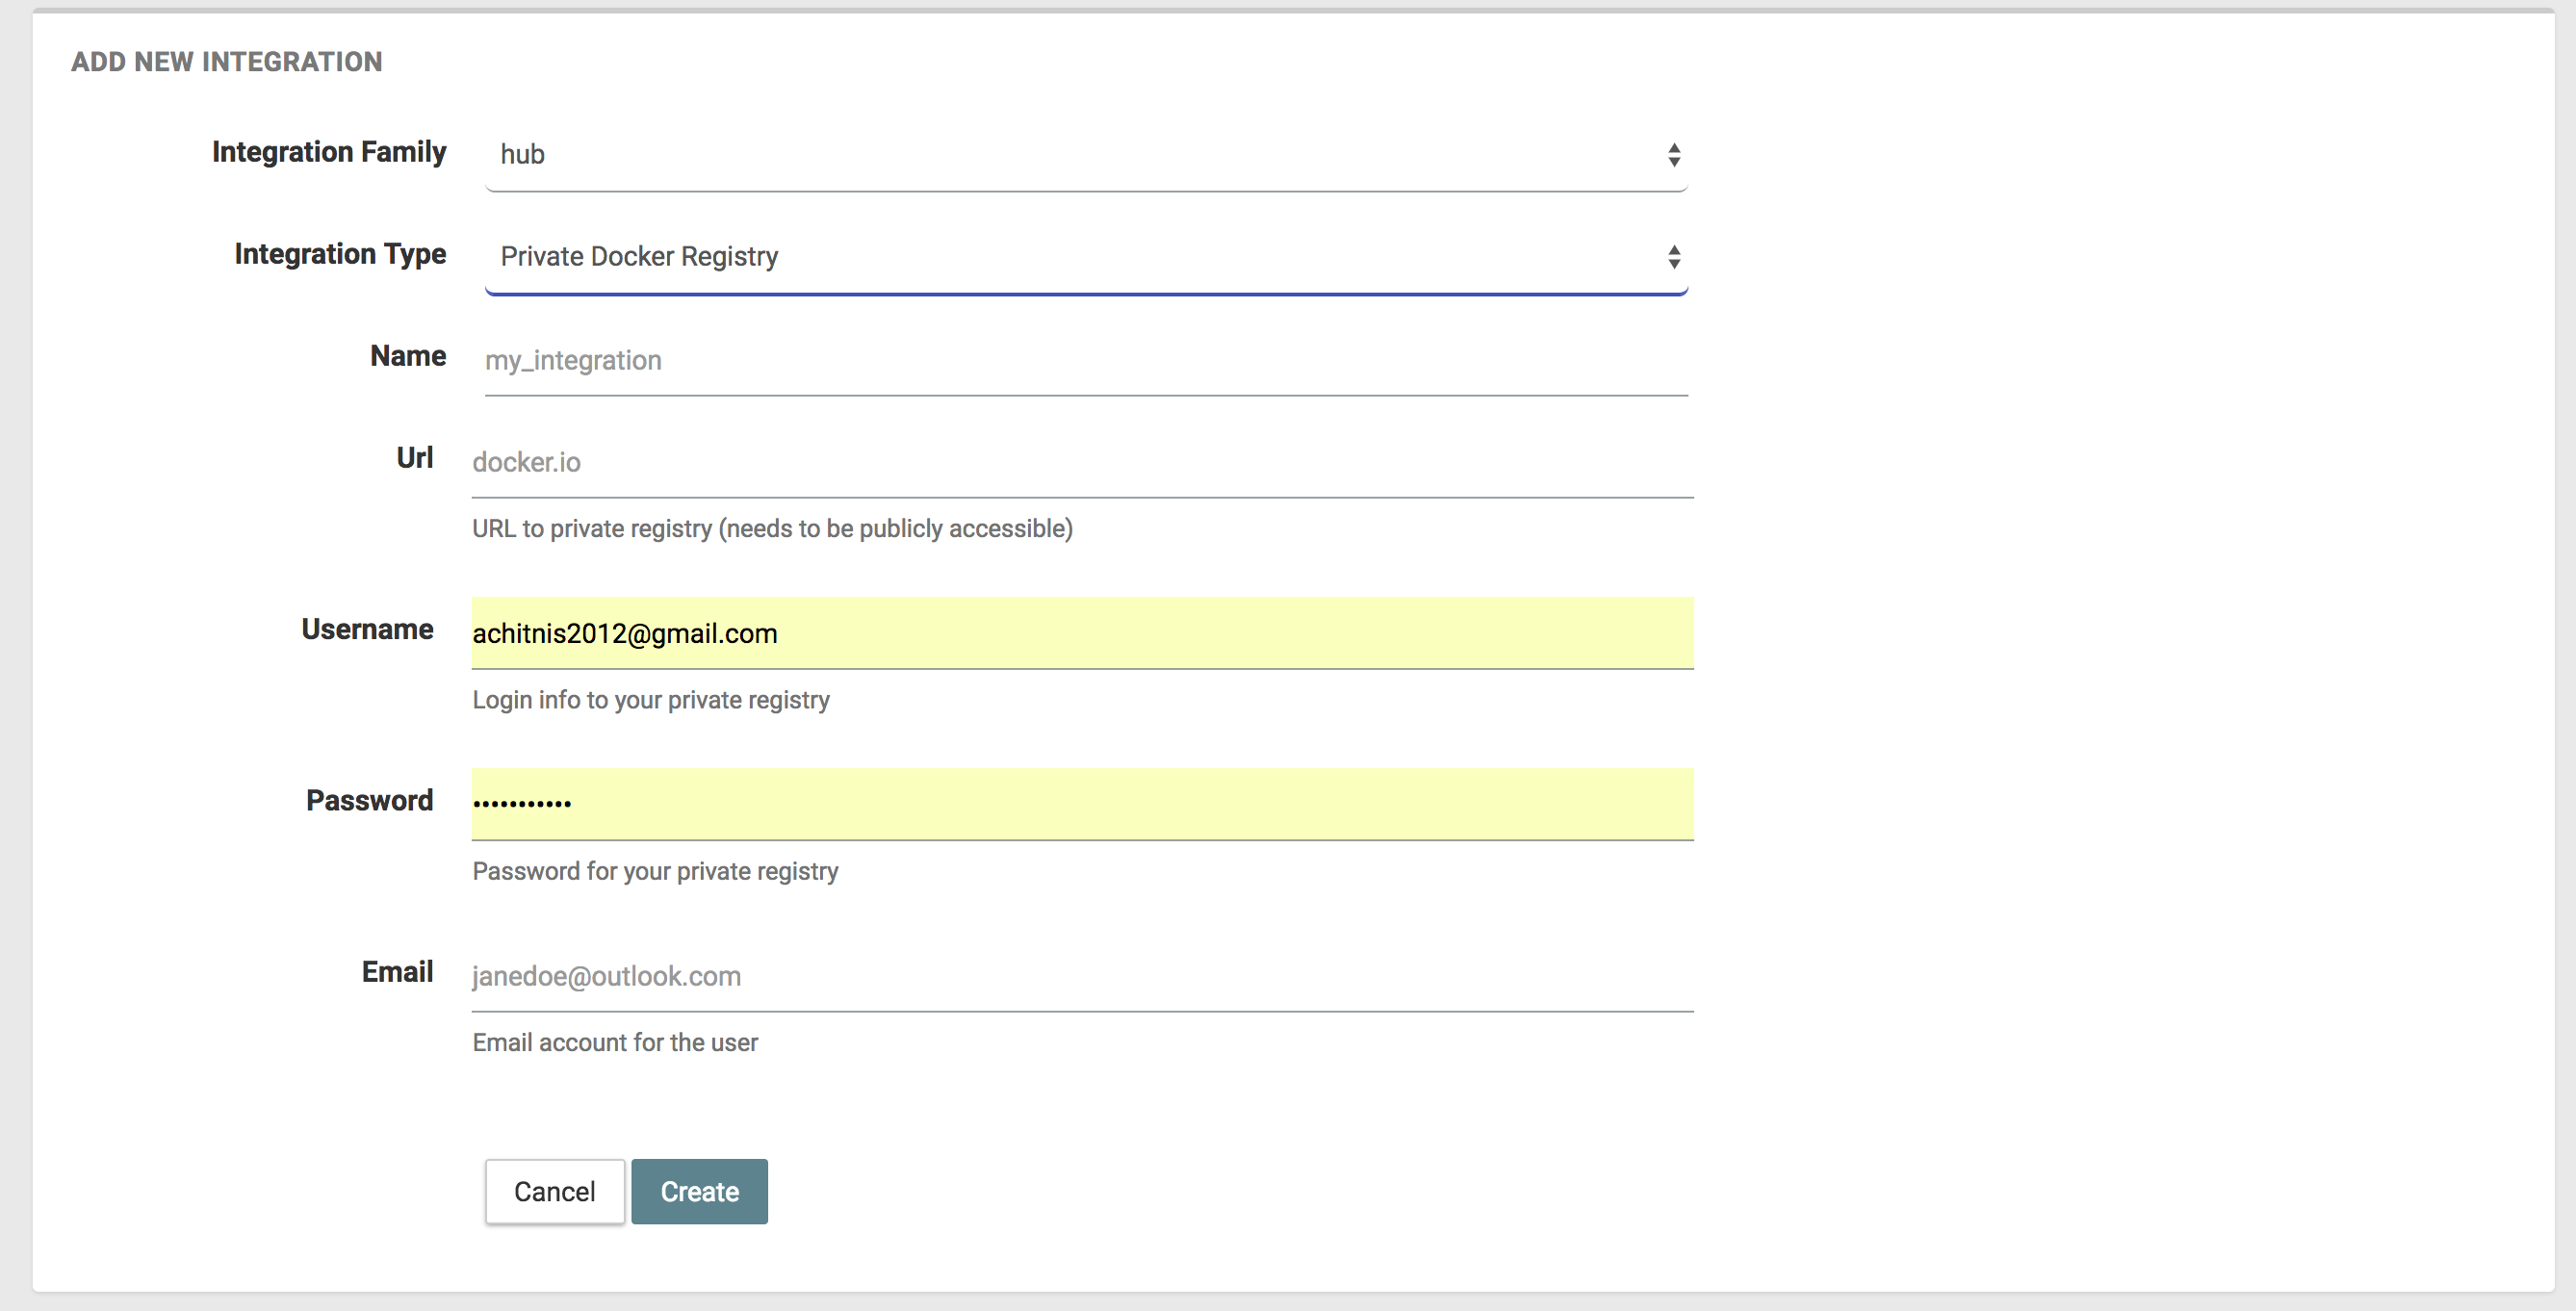 ADD NEW INTEGRATION
Integration Family hub
Integration Type Private Docker Registry
Name my_integration
Url docker.io
URL to private registry (needs to be publicly accessible)
Username achitnis2012@gmail.com
Login info to your private registry
Password •••••••••••
Password for your private registry
Email janedoe@outlook.com
Email account for the user
Cancel Create